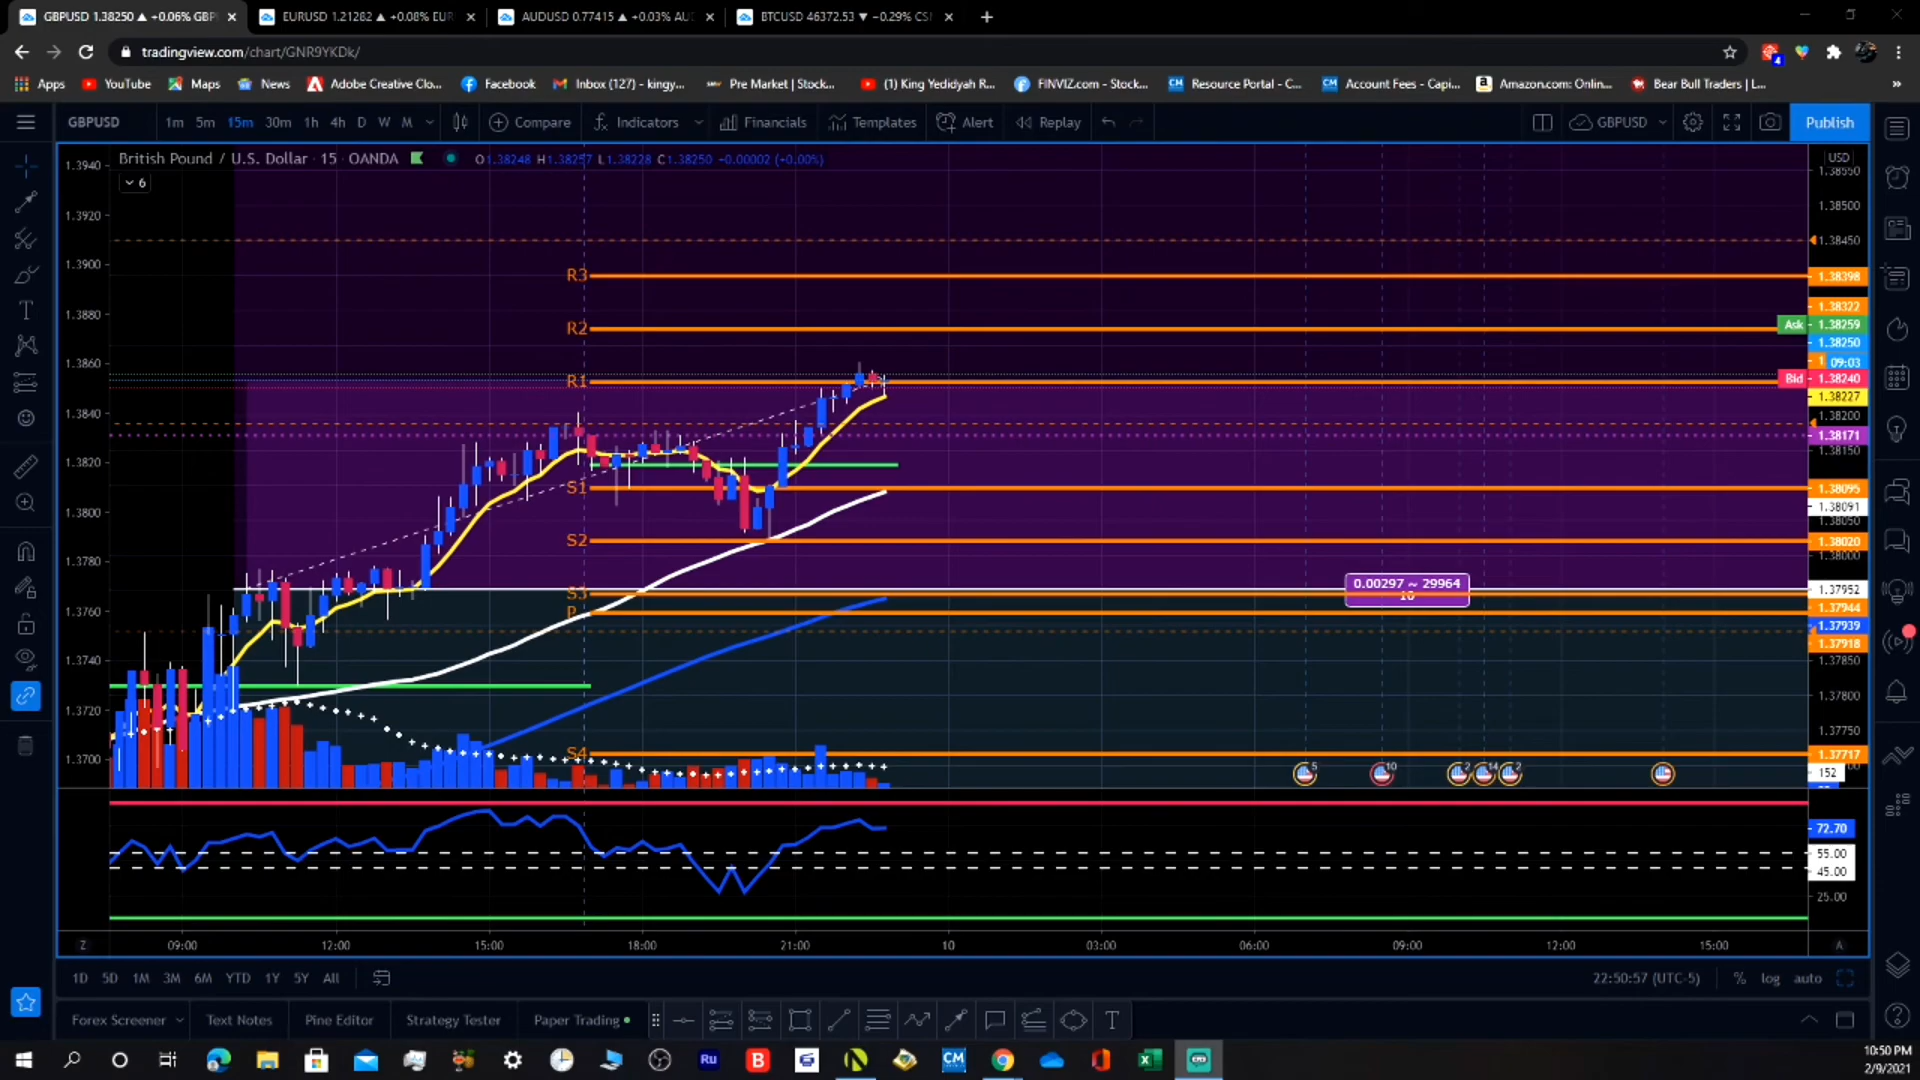 GBPUSD 1.38250 ▲ +0.06% GBP
EURUSD 1.21282 ▲ +0.08% EUR
AUDUSD 0.77415 ▲ +0.03% AUD
BTCUSD 46372.53 ▼ −0.29%
tradingview.com/chart/GNR9YKDk/
4
Apps YouTube Maps News Adobe Creative Clo... Facebook Inbox (127) - kingy... Pre Market | Stock... (1) King Yedidyah R... FINVIZ.com - Stock... Resource Portal - C... Account Fees - Capi... Amazon.com: Onlin... Bear Bull Traders | L... »
GBPUSD 1m 5m 15m 30m 1h 4h D W M Compare Indicators Financials Templates Alert Replay GBPUSD Publish
British Pound / U.S. Dollar · 15 · OANDA O1.38248 H1.38257 L1.38228 C1.38250 −0.00002 (+0.00%)
6
1.3940
1.3920
1.3900
1.3880
1.3860
1.3840
1.3820
1.3800
1.3780
1.3760
1.3740
1.3720
1.3700
R3
R2
R1
S1
S2
S3
P
S4
0.00297 ~ 29964
5
10
2
14
2
USD
1.38550
1.38500
1.38450
1.38398
1.38322
Ask 1.38259
1.38250
09:03
Bid 1.38240
1.38227
1.38200
1.38171
1.38150
1.38095
1.38091
1.38050
1.38020
1.38000
1.37952
1.37944
1.37939
1.37918
1.37850
1.37800
1.37750
1.37717
152
72.70
55.00
45.00
25.00
Z 09:00 12:00 15:00 18:00 21:00 10 03:00 06:00 09:00 12:00 15:00 A
1D 5D 1M 3M 6M YTD 1Y 5Y All 22:50:57 (UTC-5) % log auto
Forex Screener Text Notes Pine Editor Strategy Tester Paper Trading
Ru B CM
10:50 PM
2/9/2021